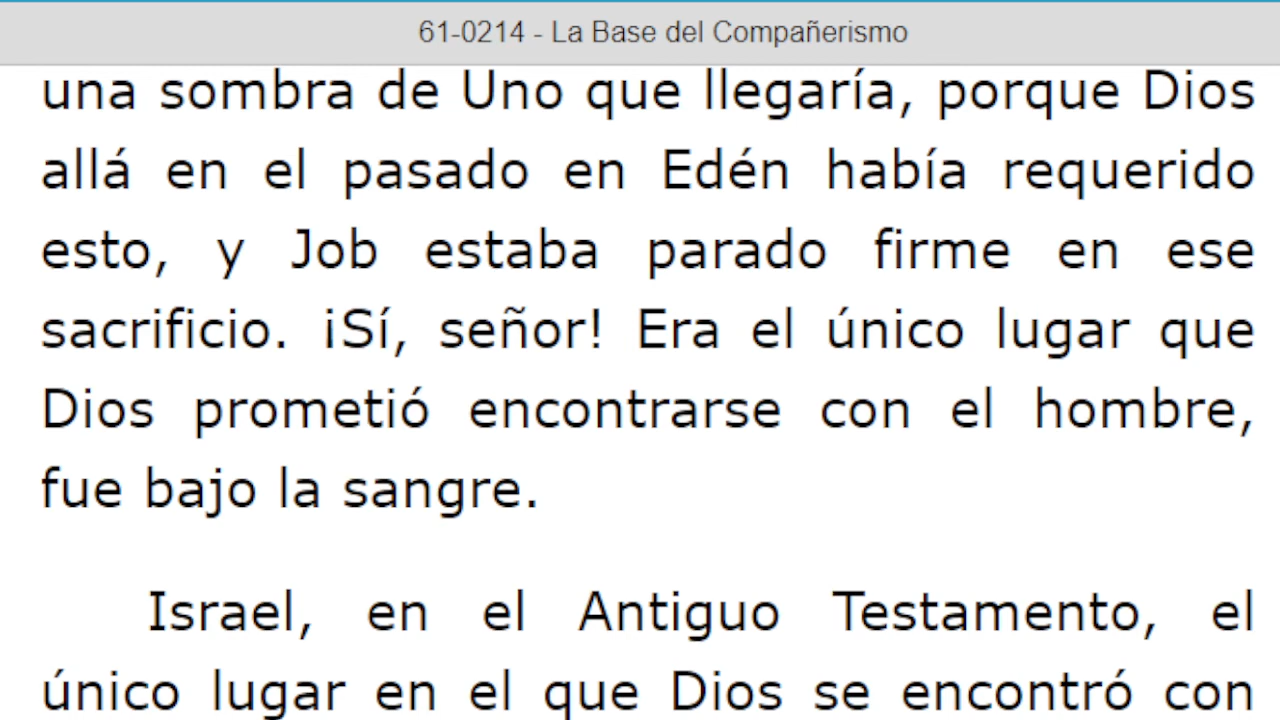 61-0214 - La Base del Compañerismo
una sombra de Uno que llegaría, porque Dios
allá en el pasado en Edén había requerido
esto, y Job estaba parado firme en ese
sacrificio. ¡Sí, señor! Era el único lugar que
Dios prometió encontrarse con el hombre,
fue bajo la sangre.
Israel, en el Antiguo Testamento, el
único lugar en el que Dios se encontró con